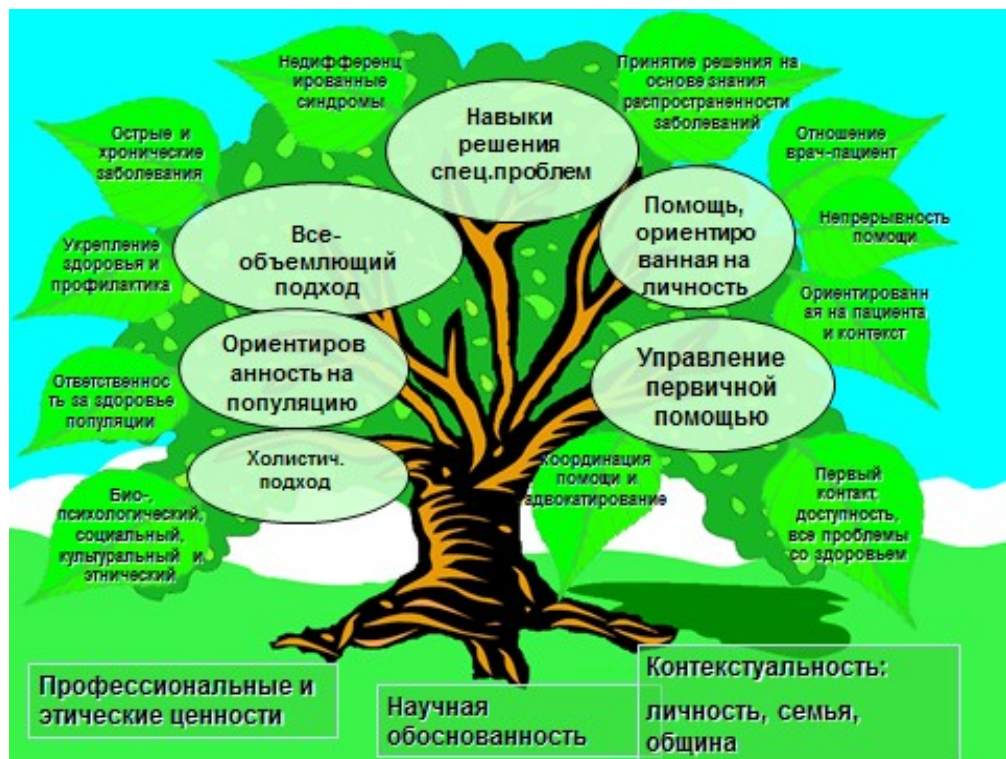 Недифференц
ированные
синдромы
Принятие решения на
основе знания
распространенности
заболеваний
Навыки
решения
спец.проблем
Острые и
хронические
заболевания
Отношение
врач-пациент
Все-
объемлющий
подход
Помощь,
ориентиро
ванная на
личность
Непрерывность
помощи
Укрепление
здоровья и
профилактика
Ориентированн
ая на пациента
и контекст
Ориентиров
анность на
популяцию
Управление
первичной
помощью
Ответственнос
ть за здоровье
популяции
Холистич.
подход
Координация
помощи и
адвокатирование
Первый
контакт,
доступность,
все проблемы
со здоровьем
Био-,
психологический,
социальный,
культуральный и
этнический
Профессиональные и
этические ценности
Научная
обоснованность
Контекстуальность:
личность, семья,
община